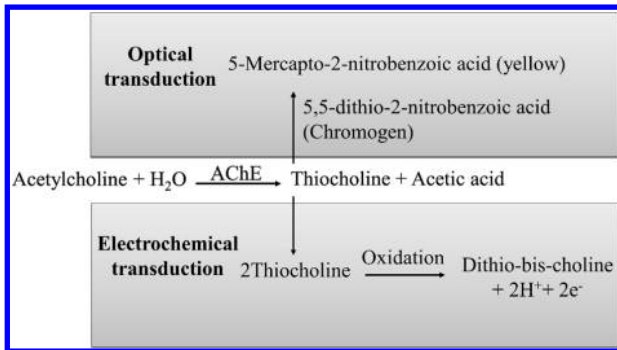 Optical
transduction
5-Mercapto-2-nitrobenzoic acid (yellow)
5,5-dithio-2-nitrobenzoic acid
(Chromogen)
Acetylcholine + H₂O AChE Thiocholine + Acetic acid
Electrochemical
transduction
2Thiocholine Oxidation Dithio-bis-choline
+ 2H⁺+ 2e⁻